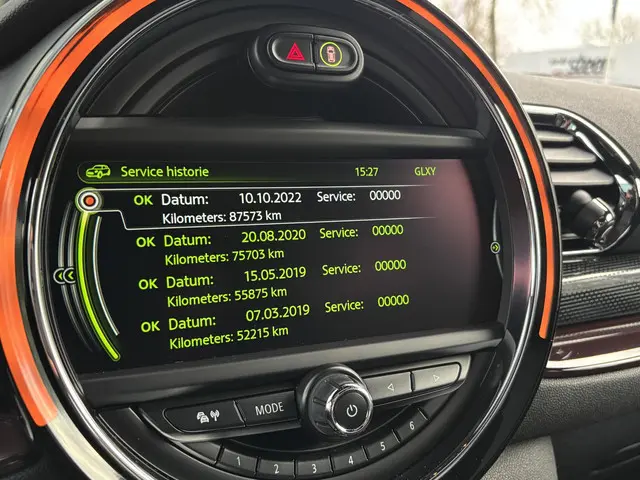 Service historie 15:27 GLXY
OK Datum: 10.10.2022 Service: 00000
Kilometers: 87573 km
OK Datum: 20.08.2020 Service: 00000
Kilometers: 75703 km
OK Datum: 15.05.2019 Service: 00000
Kilometers: 55875 km
OK Datum: 07.03.2019 Service: 00000
Kilometers: 52215 km
MODE
1 2 3 4 5 6